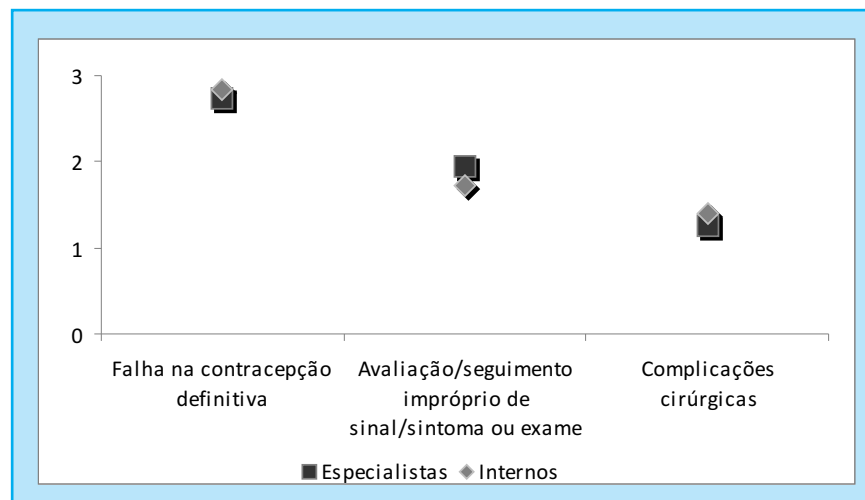 3
2
1
0
Falha na contracepção
definitiva
Avaliação/seguimento
impróprio de
sinal/sintoma ou exame
Complicações
cirúrgicas
Especialistas Internos